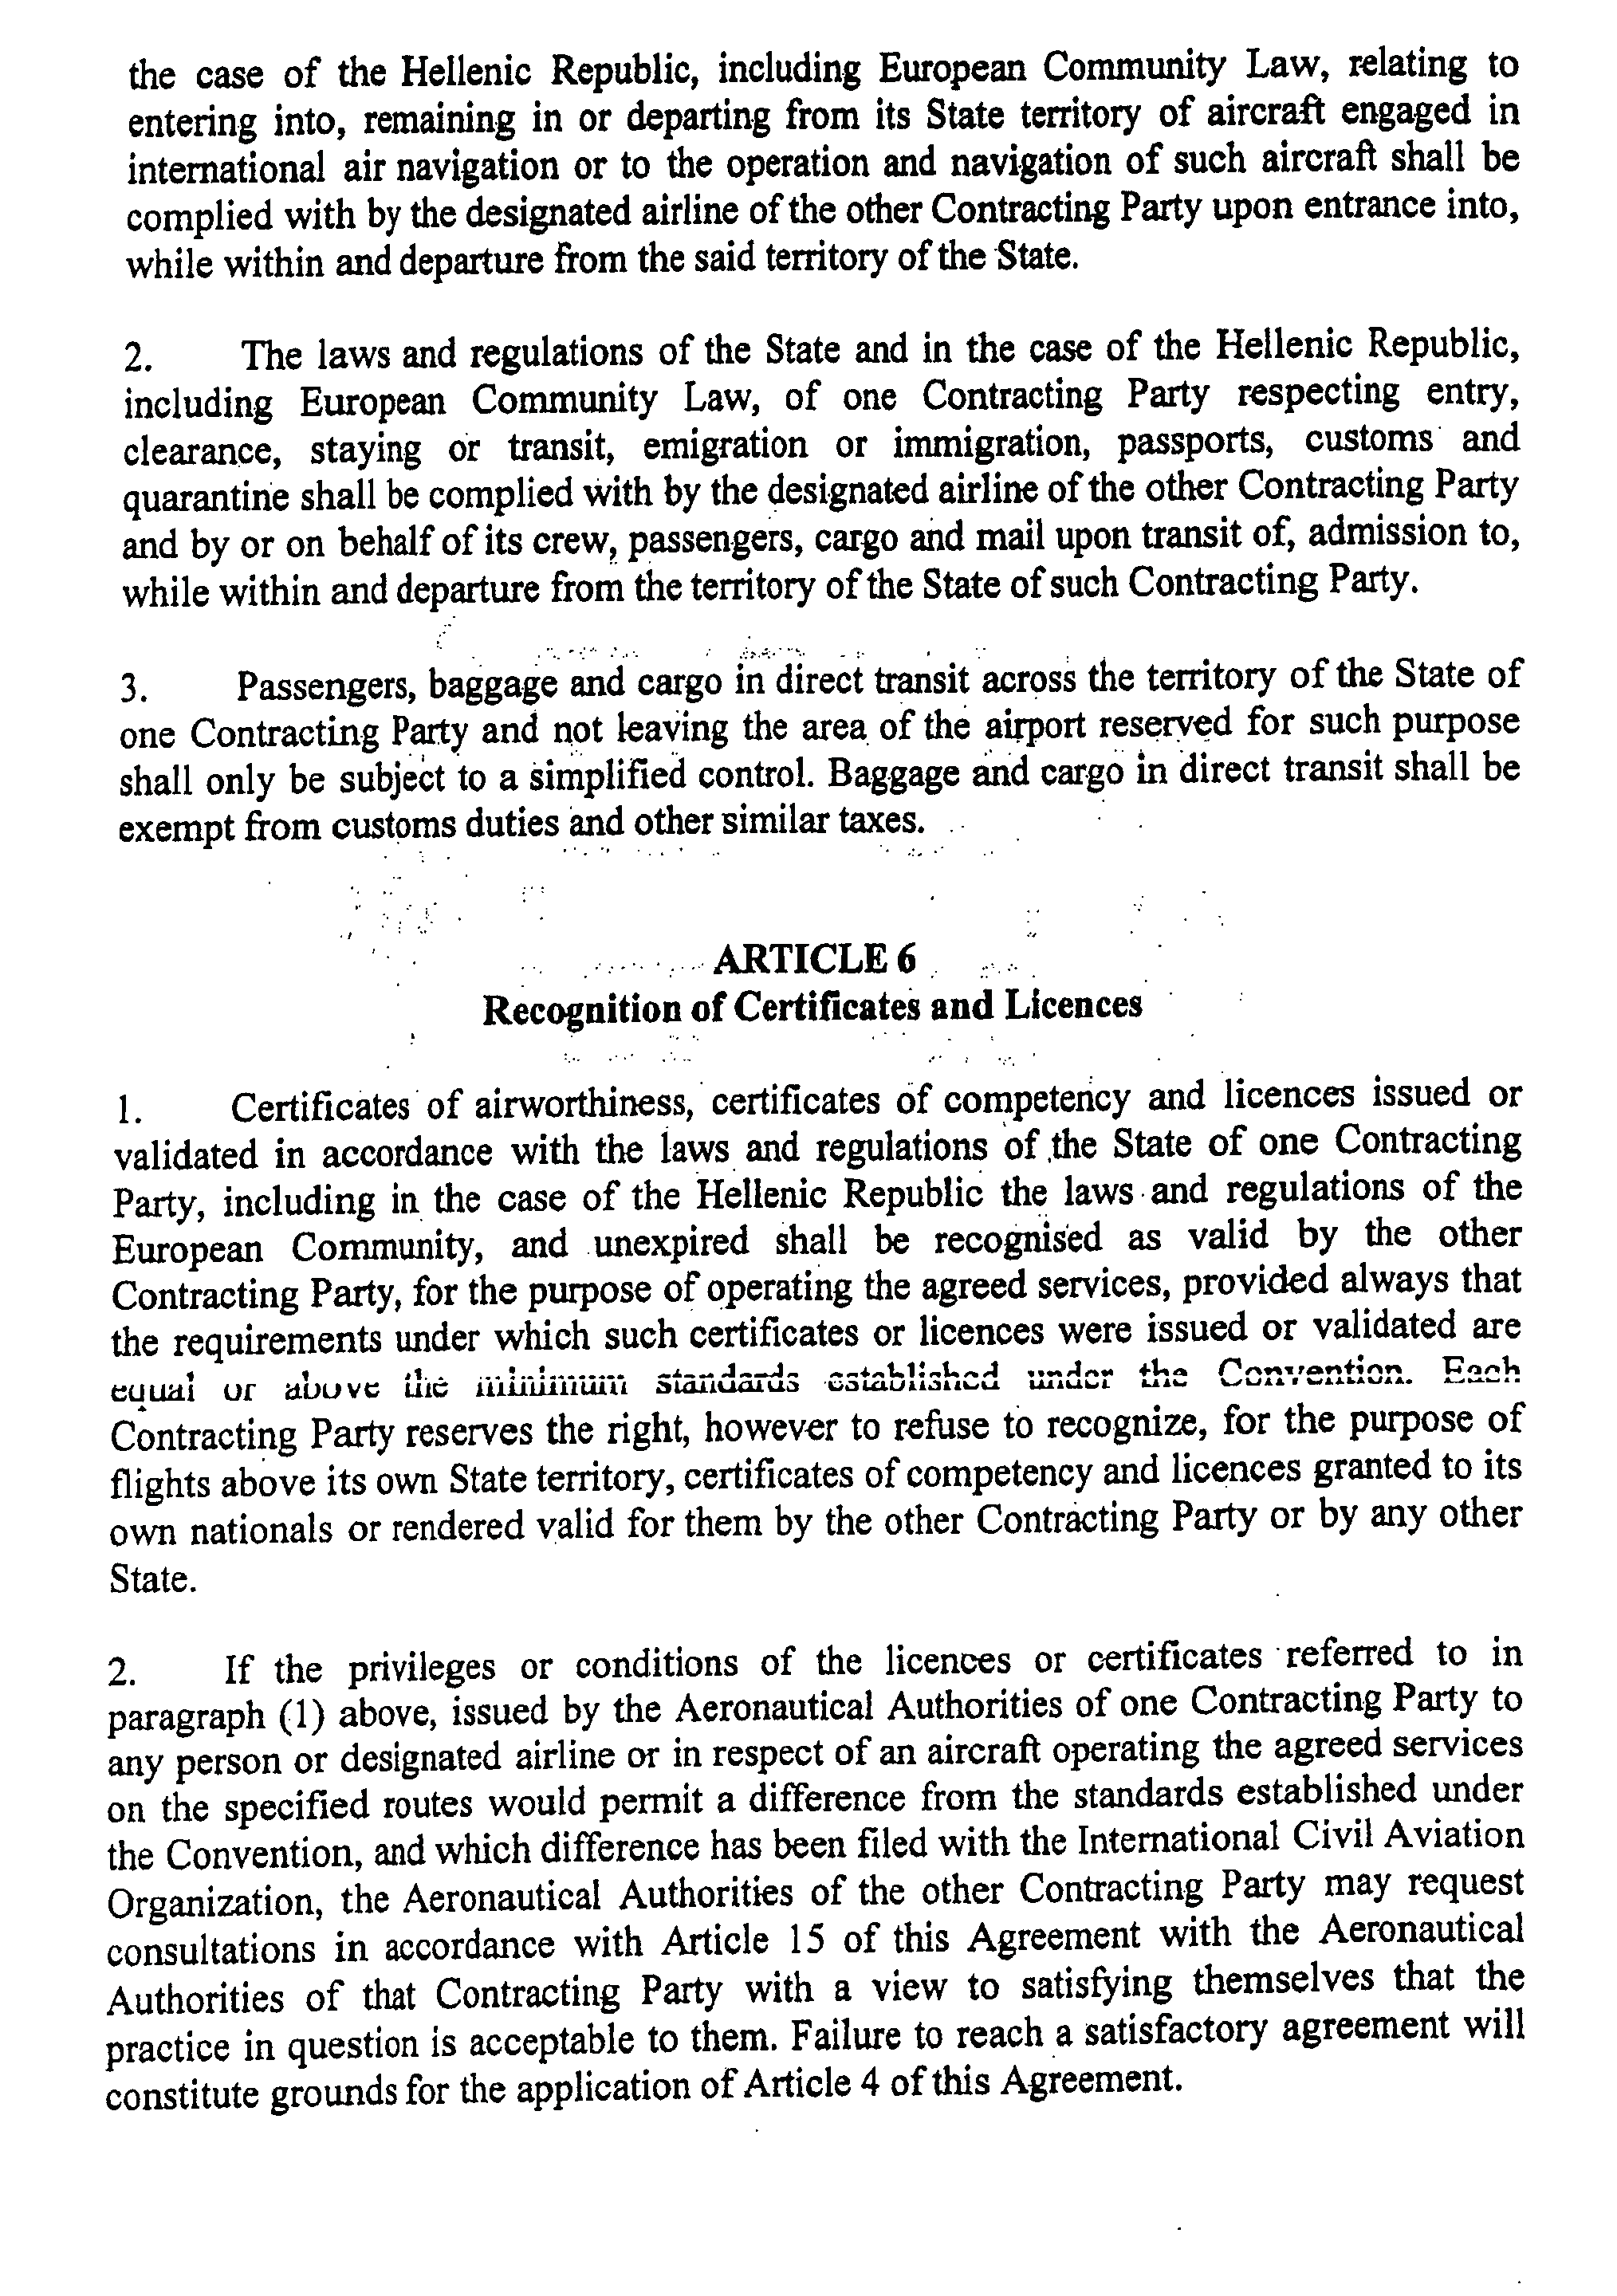 the case of the Hellenic Republic, including European Community Law, relating to
entering into, remaining in or departing from its State territory of aircraft engaged in
international air navigation or to the operation and navigation of such aircraft shall be
complied with by the designated airline of the other Contracting Party upon entrance into,
while within and departure from the said territory of the State.
2. The laws and regulations of the State and in the case of the Hellenic Republic,
including European Community Law, of one Contracting Party respecting entry,
clearance, staying or transit, emigration or immigration, passports, customs and
quarantine shall be complied with by the designated airline of the other Contracting Party
and by or on behalf of its crew, passengers, cargo and mail upon transit of, admission to,
while within and departure from the territory of the State of such Contracting Party.
3. Passengers, baggage and cargo in direct transit across the territory of the State of
one Contracting Party and not leaving the area of the airport reserved for such purpose
shall only be subject to a simplified control. Baggage and cargo in direct transit shall be
exempt from customs duties and other similar taxes.
ARTICLE 6
Recognition of Certificates and Licences
1. Certificates of airworthiness, certificates of competency and licences issued or
validated in accordance with the laws and regulations of the State of one Contracting
Party, including in the case of the Hellenic Republic the laws and regulations of the
European Community, and unexpired shall be recognised as valid by the other
Contracting Party, for the purpose of operating the agreed services, provided always that
the requirements under which such certificates or licences were issued or validated are
equal or above the minimum standards established under the Convention. Each
Contracting Party reserves the right, however to refuse to recognize, for the purpose of
flights above its own State territory, certificates of competency and licences granted to its
own nationals or rendered valid for them by the other Contracting Party or by any other
State.
2. If the privileges or conditions of the licences or certificates referred to in
paragraph (1) above, issued by the Aeronautical Authorities of one Contracting Party to
any person or designated airline or in respect of an aircraft operating the agreed services
on the specified routes would permit a difference from the standards established under
the Convention, and which difference has been filed with the International Civil Aviation
Organization, the Aeronautical Authorities of the other Contracting Party may request
consultations in accordance with Article 15 of this Agreement with the Aeronautical
Authorities of that Contracting Party with a view to satisfying themselves that the
practice in question is acceptable to them. Failure to reach a satisfactory agreement will
constitute grounds for the application of Article 4 of this Agreement.